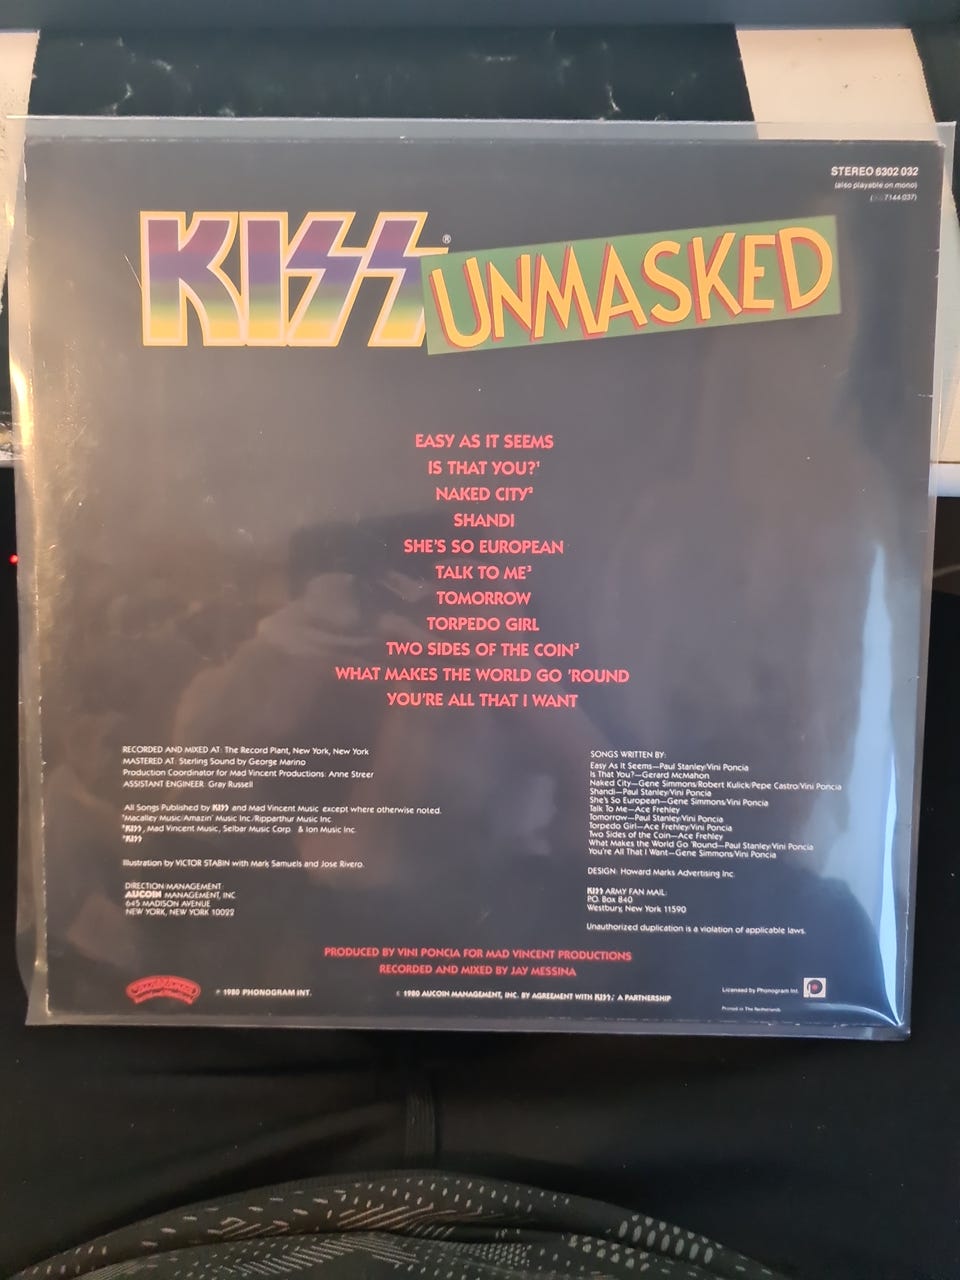 STEREO 6302 032
(also playable on mono)
7144 037)
KISS®
UNMASKED
EASY AS IT SEEMS
IS THAT YOU?¹
NAKED CITY²
SHANDI
SHE'S SO EUROPEAN
TALK TO ME³
TOMORROW
TORPEDO GIRL
TWO SIDES OF THE COIN³
WHAT MAKES THE WORLD GO 'ROUND
YOU'RE ALL THAT I WANT
RECORDED AND MIXED AT: The Record Plant, New York, New York
MASTERED AT: Sterling Sound by George Marino
Production Coordinator for Mad Vincent Productions: Anne Streer
ASSISTANT ENGINEER: Gray Russell
All Songs Published by KISS and Mad Vincent Music except where otherwise noted.
¹Macalley Music/Amazin' Music Inc./Ripparthur Music Inc.
²KISS, Mad Vincent Music, Selbar Music Corp. & Ion Music Inc.
³KISS
Illustration by VICTOR STABIN with Mark Samuels and Jose Rivero.
DIRECTION/MANAGEMENT
AUCOIN MANAGEMENT, INC.
645 MADISON AVENUE
NEW YORK, NEW YORK 10022
SONGS WRITTEN BY:
Easy As It Seems—Paul Stanley/Vini Poncia
Is That You?—Gerard McMahon
Naked City—Gene Simmons/Robert Kulick/Pepe Castro/Vini Poncia
Shandi—Paul Stanley/Vini Poncia
She's So European—Gene Simmons/Vini Poncia
Talk To Me—Ace Frehley
Tomorrow—Paul Stanley/Vini Poncia
Torpedo Girl—Ace Frehley/Vini Poncia
Two Sides of the Coin—Ace Frehley
What Makes the World Go 'Round—Paul Stanley/Vini Poncia
You're All That I Want—Gene Simmons/Vini Poncia
DESIGN: Howard Marks Advertising Inc.
KISS ARMY FAN MAIL:
P.O. Box 840
Westbury, New York 11590
Unauthorized duplication is a violation of applicable laws.
PRODUCED BY VINI PONCIA FOR MAD VINCENT PRODUCTIONS
RECORDED AND MIXED BY JAY MESSINA
Casablanca
℗ 1980 PHONOGRAM INT.
© 1980 AUCOIN MANAGEMENT, INC. BY AGREEMENT WITH KISS, A PARTNERSHIP
Licensed by Phonogram Int.
Printed in The Netherlands